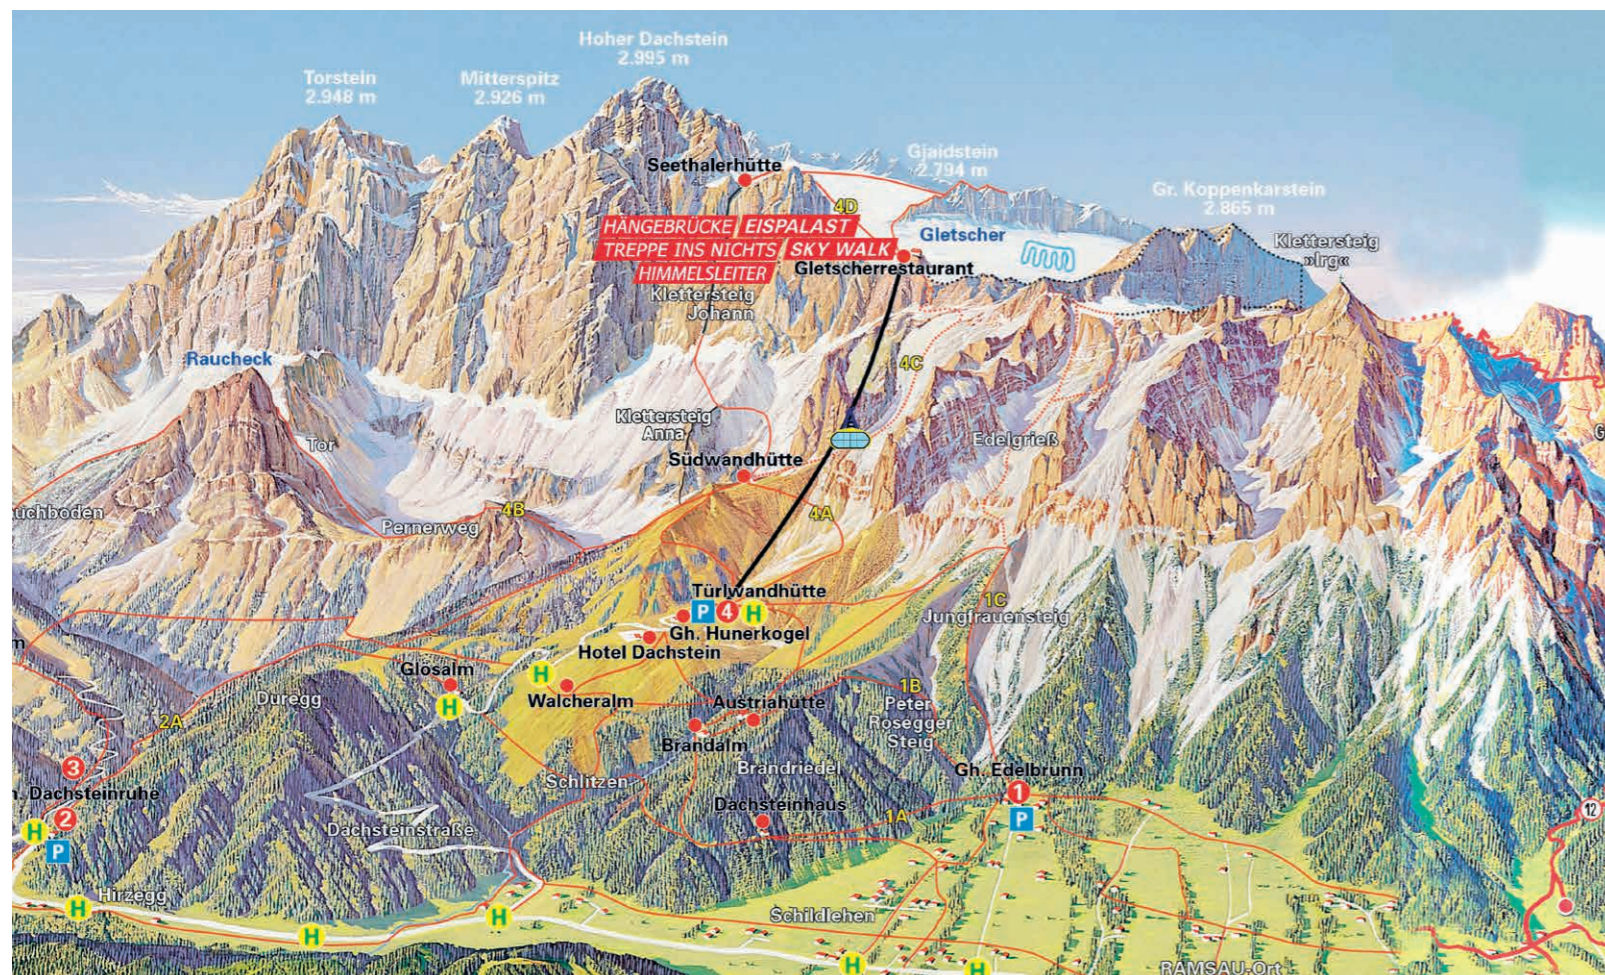 Hoher Dachstein
2.995 m
Torstein
2.948 m
Mitterspitz
2.926 m
Seethalerhütte
Gjaidstein
2.794 m
Gr. Koppenkarstein
2.865 m
4D
HÄNGEBRÜCKE EISPALAST
TREPPE INS NICHTS SKY WALK
HIMMELSLEITER
Gletscher
Klettersteig
»Irg«
Gletscherrestaurant
Klettersteig
Johann
Raucheck
4C
Klettersteig
Anna
Tor
Edelgrieß
Südwandhütte
uchboden
Pernerweg
4B
4A
G
Türlwandhütte
P 4 H
1C
Jungfrauensteig
Gh. Hunerkogel
Hotel Dachstein
m
Glosalm
H
H
Walcheralm
Duregg
1B
Peter
Rosegger
Steig
Austriahütte
2A
Brandalm
3
Schlitzen
Brandriedel
Gh. Edelbrunn
n. Dachsteinruhe
1
P
2
H
P
Dachsteinhaus
1A
12
Dachsteinstraße
Hirzegg
H
H
H
Schildlehen
H
H
RAMSAU-Ort